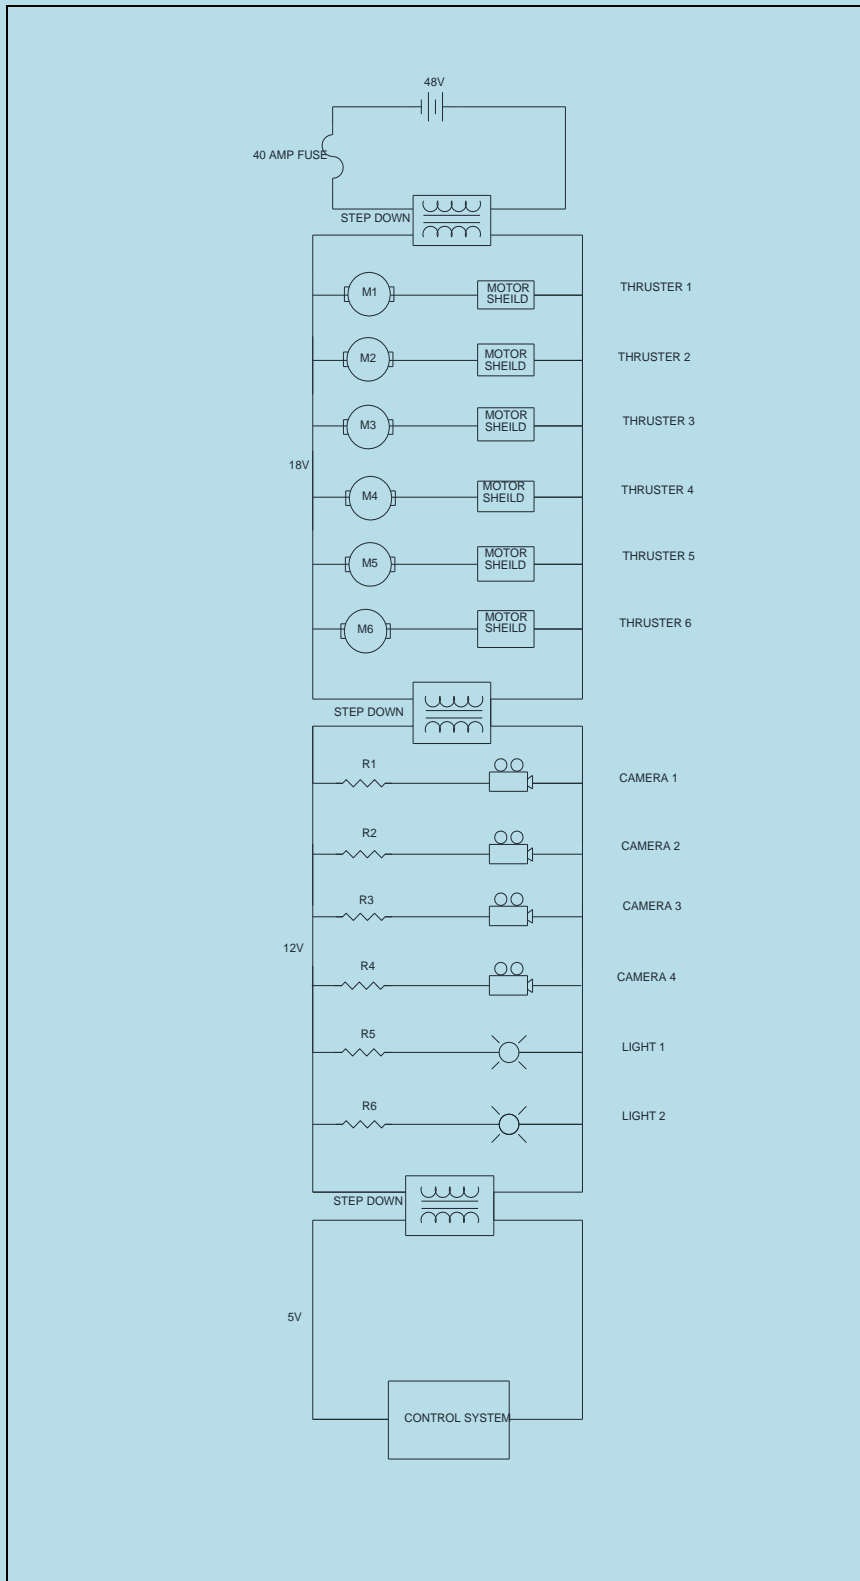 48V
40 AMP FUSE
STEP DOWN
M1
MOTOR
SHEILD
THRUSTER 1
M2
MOTOR
SHEILD
THRUSTER 2
M3
MOTOR
SHEILD
THRUSTER 3
18V
M4
MOTOR
SHEILD
THRUSTER 4
M5
MOTOR
SHEILD
THRUSTER 5
M6
MOTOR
SHEILD
THRUSTER 6
STEP DOWN
R1
CAMERA 1
R2
CAMERA 2
R3
CAMERA 3
12V
R4
CAMERA 4
R5
LIGHT 1
R6
LIGHT 2
STEP DOWN
5V
CONTROL SYSTEM